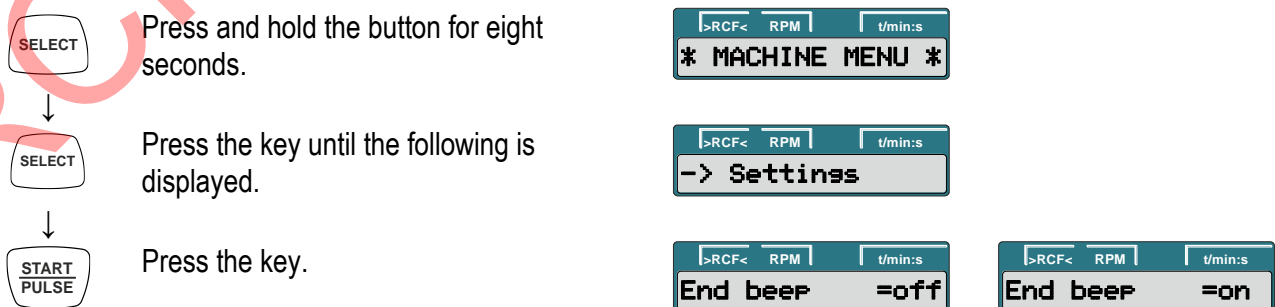 SELECT
Press and hold the button for eight
seconds.
>RCF< RPM t/min:s
* MACHINE MENU *
↓
SELECT
Press the key until the following is
displayed.
>RCF< RPM t/min:s
-> Settings
↓
START
PULSE
Press the key.
>RCF< RPM t/min:s
End beep =off
>RCF< RPM t/min:s
End beep =on